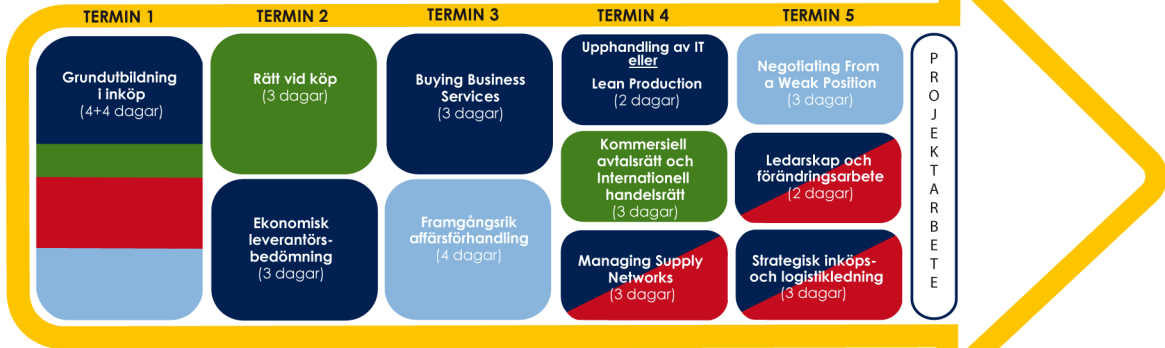 TERMIN 1
TERMIN 2
TERMIN 3
TERMIN 4
TERMIN 5
Grundutbildning
i inköp
(4+4 dagar)
Rätt vid köp
(3 dagar)
Ekonomisk
leverantörs-
bedömning
(3 dagar)
Buying Business
Services
(3 dagar)
Framgångsrik
affärsförhandling
(4 dagar)
Upphandling av IT
eller
Lean Production
(2 dagar)
Kommersiell
avtalsrätt och
Internationell
handelsrätt
(3 dagar)
Managing Supply
Networks
(3 dagar)
Negotiating From
a Weak Position
(3 dagar)
Ledarskap och
förändringsarbete
(2 dagar)
Strategisk inköps-
och logistikledning
(3 dagar)
PROJEKTARBETE